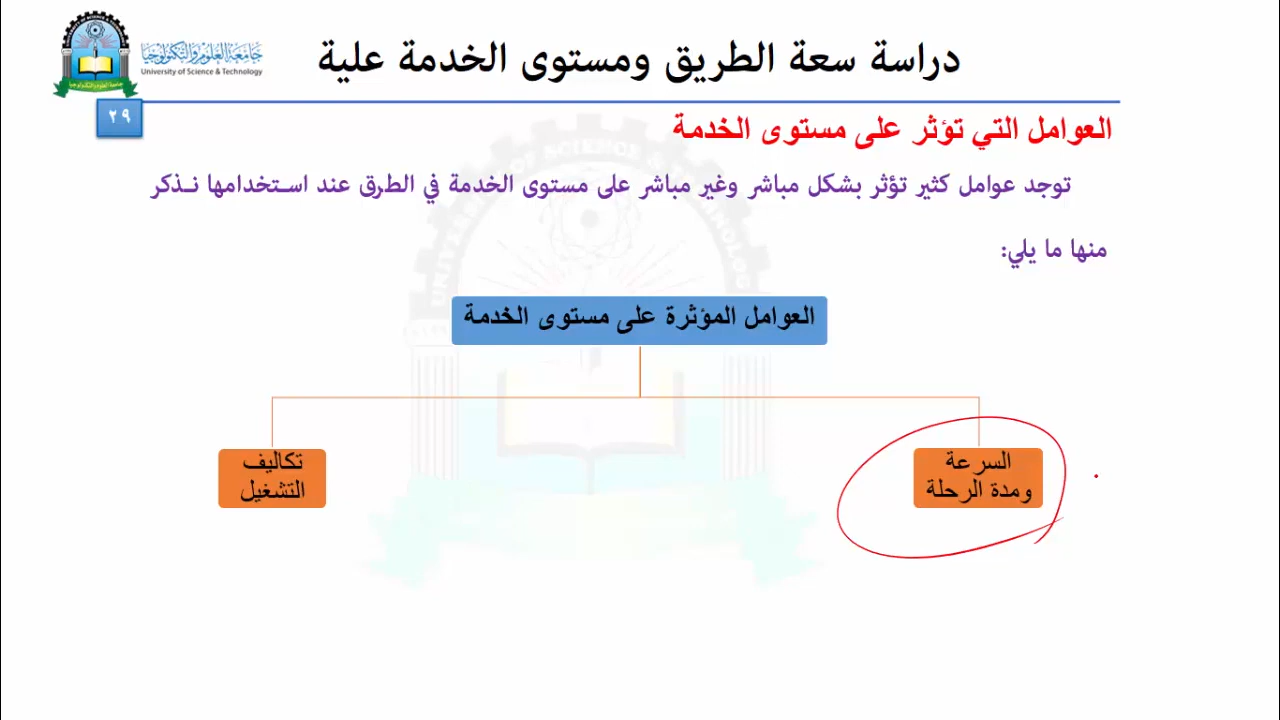 جامعة العلوم والتكنولوجيا
University of Science & Technology
دراسة سعة الطريق ومستوى الخدمة علية
٢٩
العوامل التي تؤثر على مستوى الخدمة
توجد عوامل كثير تؤثر بشكل مباشر وغير مباشر على مستوى الخدمة في الطرق عند استخدامها نذكر
منها ما يلي:
العوامل المؤثرة على مستوى الخدمة
السرعة
ومدة الرحلة
تكاليف
التشغيل